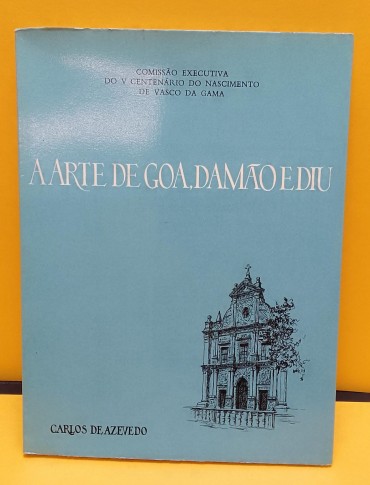 COMISSÃO EXECUTIVA
DO V CENTENÁRIO DO NASCIMENTO
DE VASCO DA GAMA
A ARTE DE GOA, DAMÃO E DIU
CARLOS DE AZEVEDO